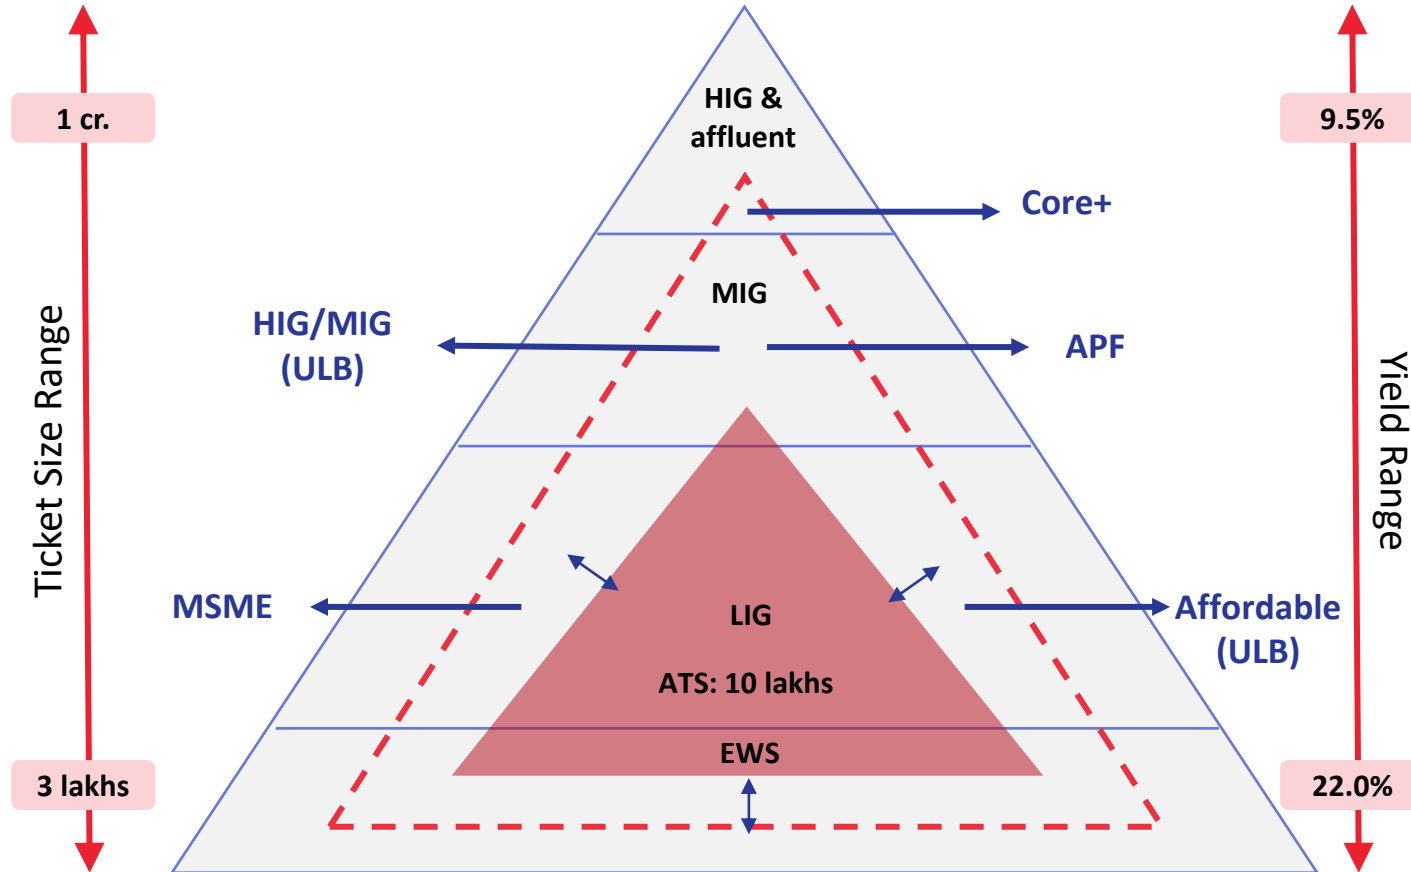 HIG &
affluent
1 cr.
9.5%
Core+
MIG
HIG/MIG
(ULB)
APF
Ticket Size Range
Yield Range
MSME
LIG
Affordable
(ULB)
ATS: 10 lakhs
EWS
3 lakhs
22.0%